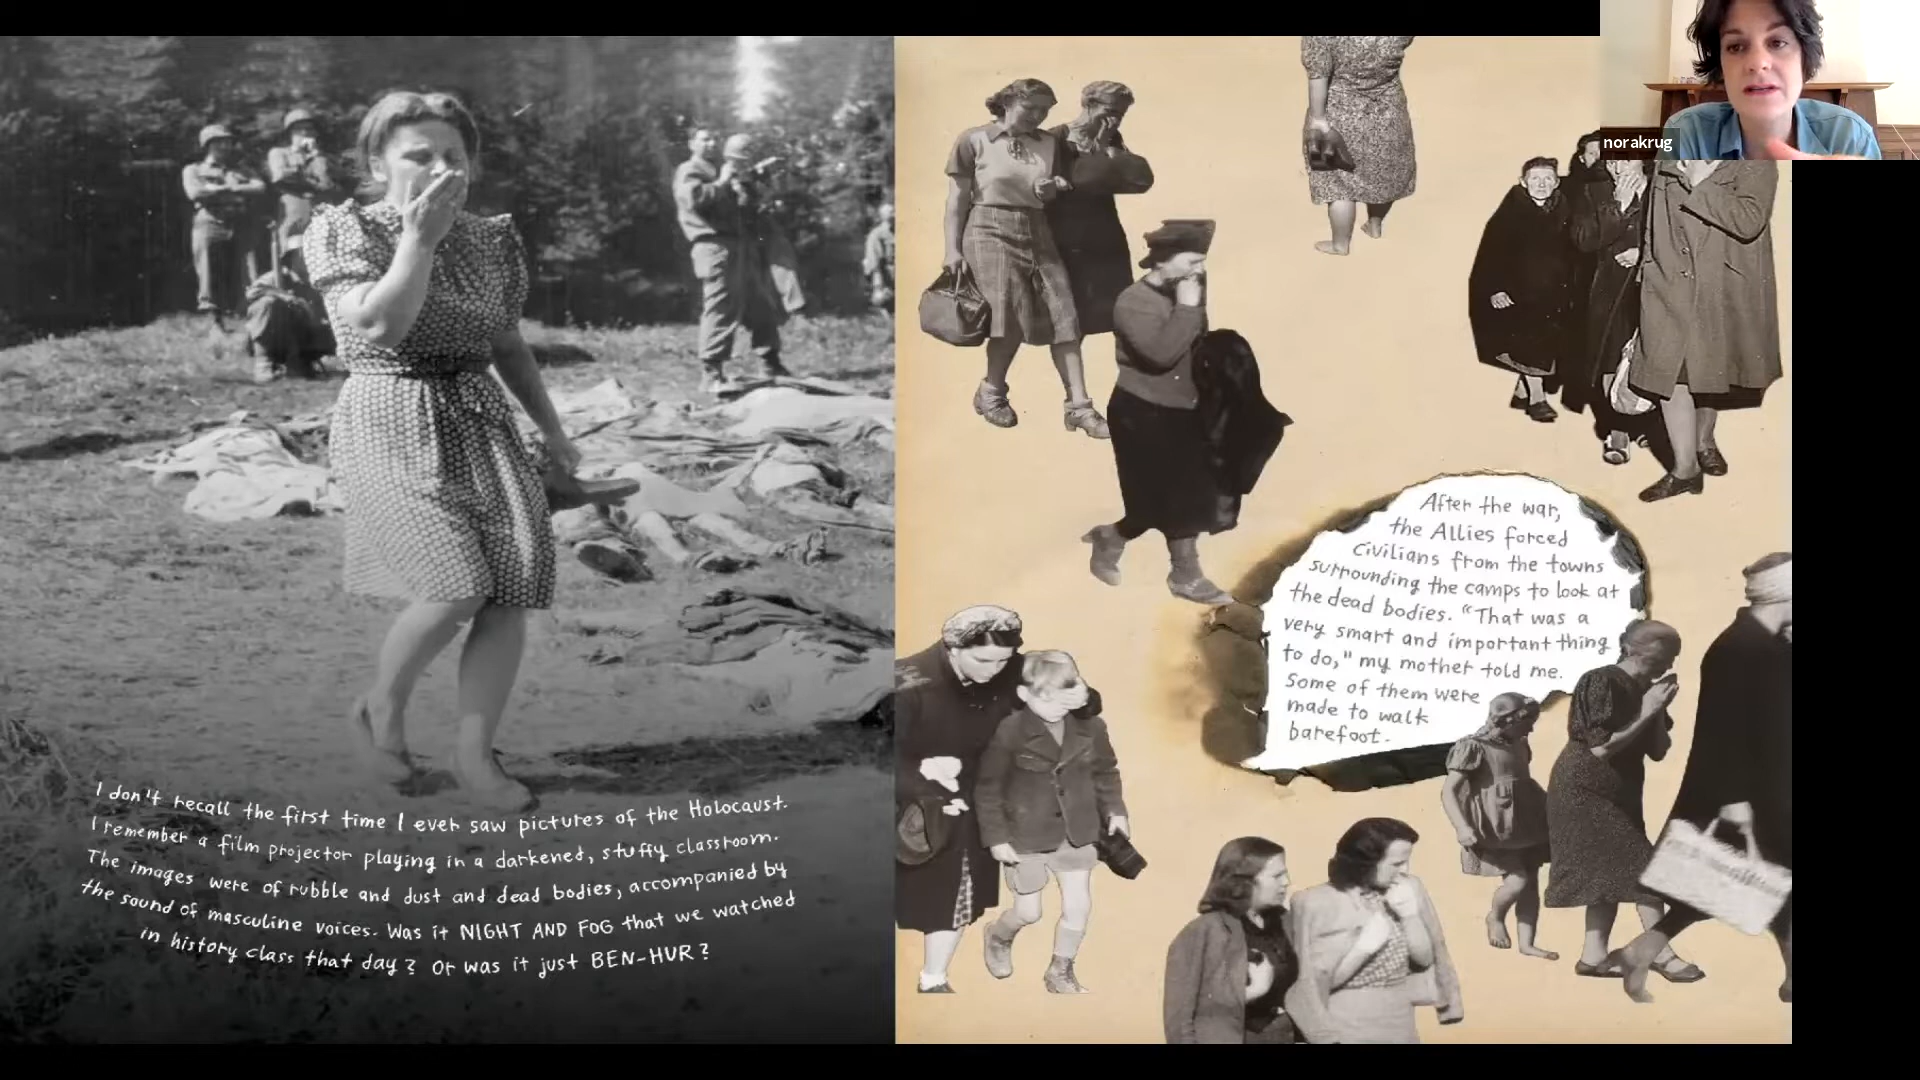 norakrug
I don't recall the first time I ever saw pictures of the Holocaust.
I remember a film projector playing in a darkened, stuffy classroom.
The images were of rubble and dust and dead bodies, accompanied by
the sound of masculine voices. Was it NIGHT AND FOG that we watched
in history class that day? Or was it just BEN-HUR?
After the war,
the Allies forced
civilians from the towns
surrounding the camps to look at
the dead bodies. "That was a
very smart and important thing
to do," my mother told me.
Some of them were
made to walk
barefoot.